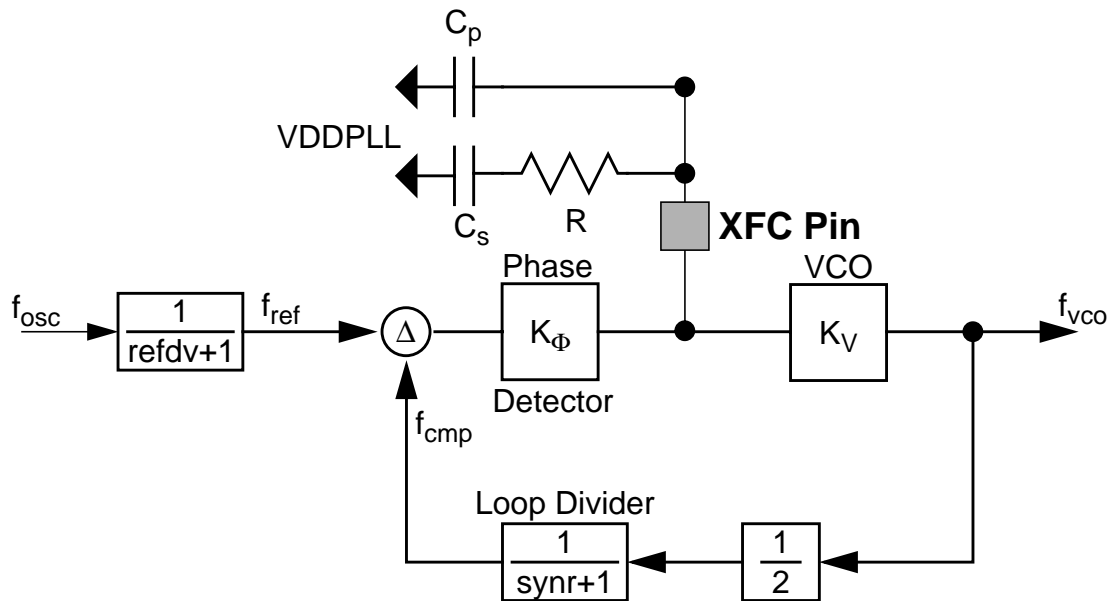 Cp
VDDPLL
Cs
R
XFC Pin
Phase
VCO
fosc
1
refdv+1
fref
Δ
KΦ
KV
fvco
Detector
fcmp
Loop Divider
1
synr+1
1
2